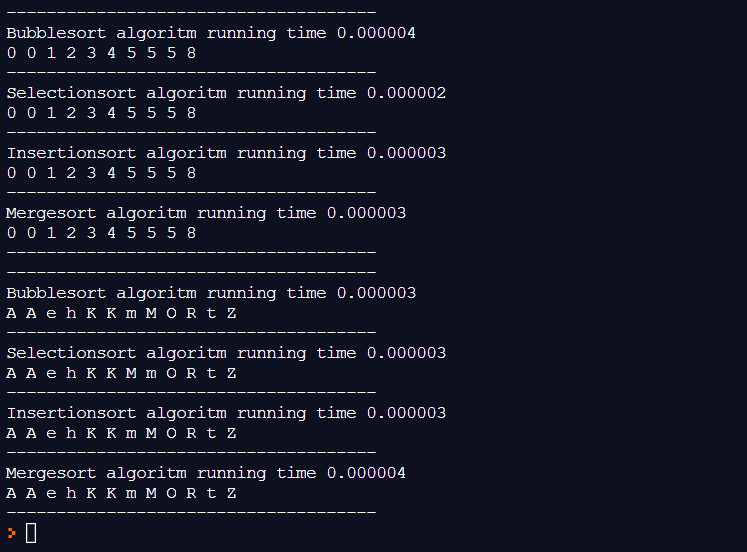 -------------------------------------
Bubblesort algoritm running time 0.000004
0 0 1 2 3 4 5 5 5 8
-------------------------------------
Selectionsort algoritm running time 0.000002
0 0 1 2 3 4 5 5 5 8
-------------------------------------
Insertionsort algoritm running time 0.000003
0 0 1 2 3 4 5 5 5 8
-------------------------------------
Mergesort algoritm running time 0.000003
0 0 1 2 3 4 5 5 5 8
-------------------------------------
-------------------------------------
Bubblesort algoritm running time 0.000003
A A e h K K m M O R t Z
-------------------------------------
Selectionsort algoritm running time 0.000003
A A e h K K M m O R t Z
-------------------------------------
Insertionsort algoritm running time 0.000003
A A e h K K m M O R t Z
-------------------------------------
Mergesort algoritm running time 0.000004
A A e h K K m M O R t Z
-------------------------------------
>